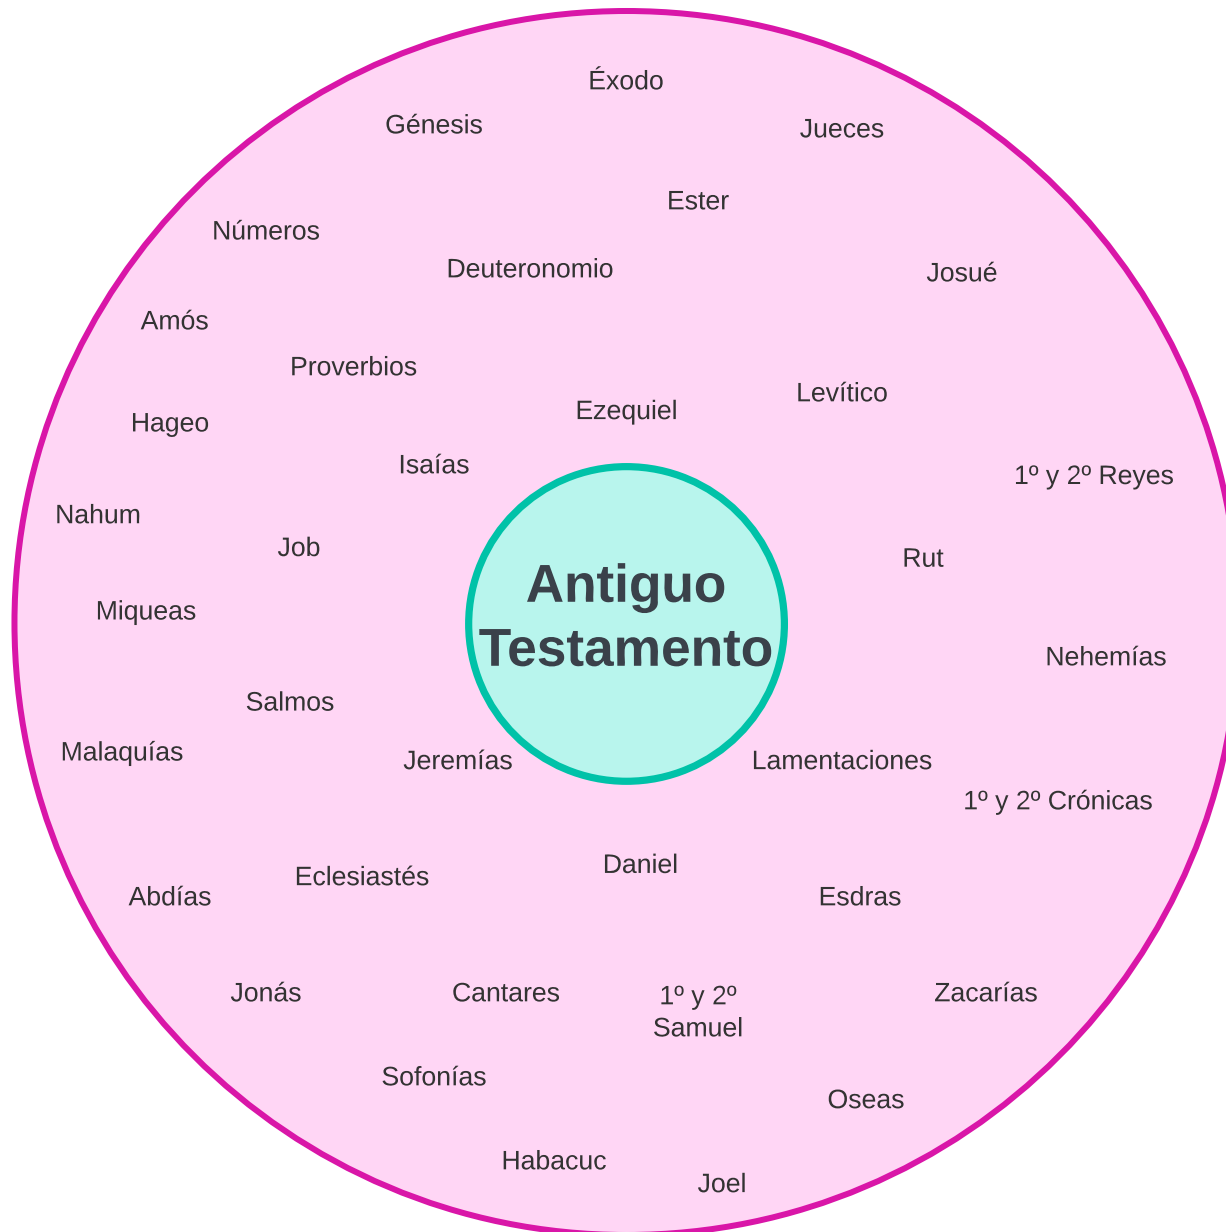 Éxodo
Génesis
Jueces
Ester
Números
Deuteronomio
Josué
Amós
Proverbios
Levítico
Ezequiel
Hageo
Isaías
1º y 2º Reyes
Nahum
Job
Rut
Antiguo
Testamento
Miqueas
Nehemías
Salmos
Malaquías
Jeremías
Lamentaciones
1º y 2º Crónicas
Daniel
Eclesiastés
Abdías
Esdras
Jonás
Cantares
1º y 2º
Samuel
Zacarías
Sofonías
Oseas
Habacuc
Joel